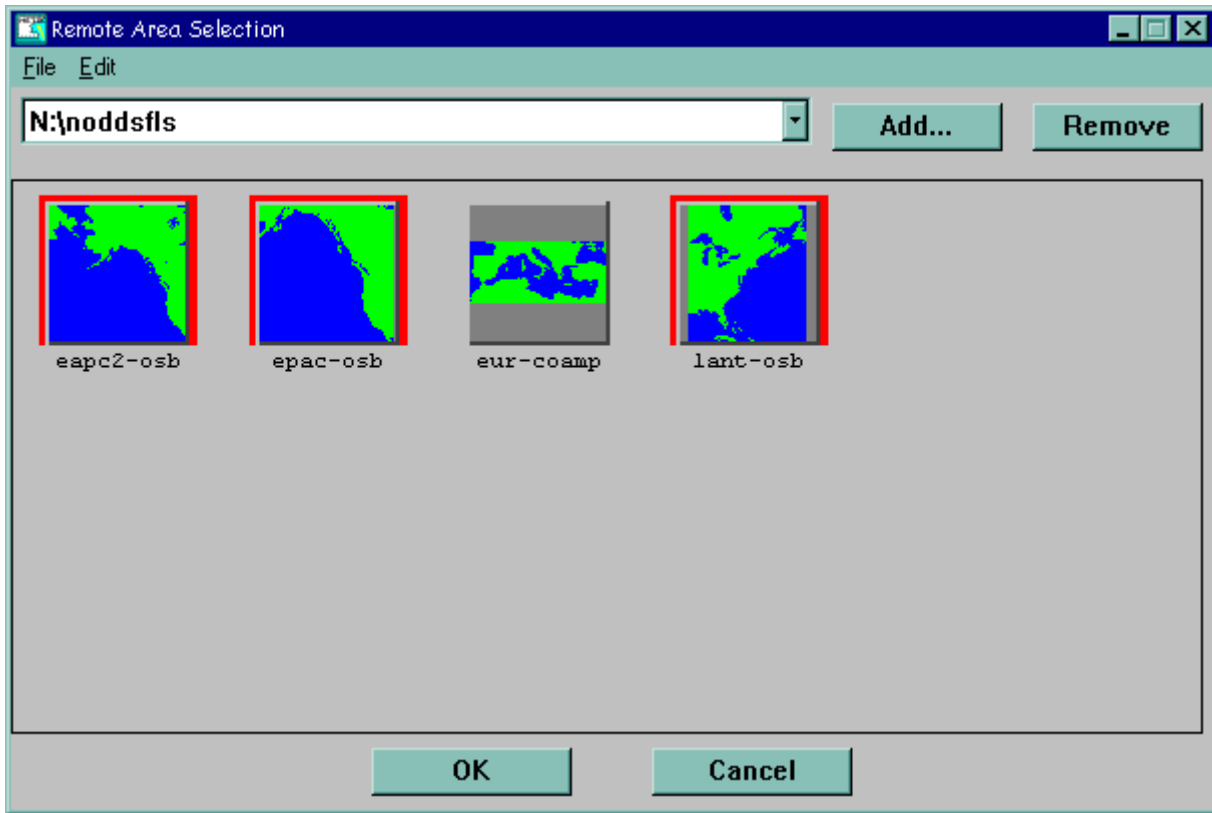 Remote Area Selection
File Edit
N:\noddsfls
Add...
Remove
eapc2-osb epac-osb eur-coamp lant-osb
OK
Cancel